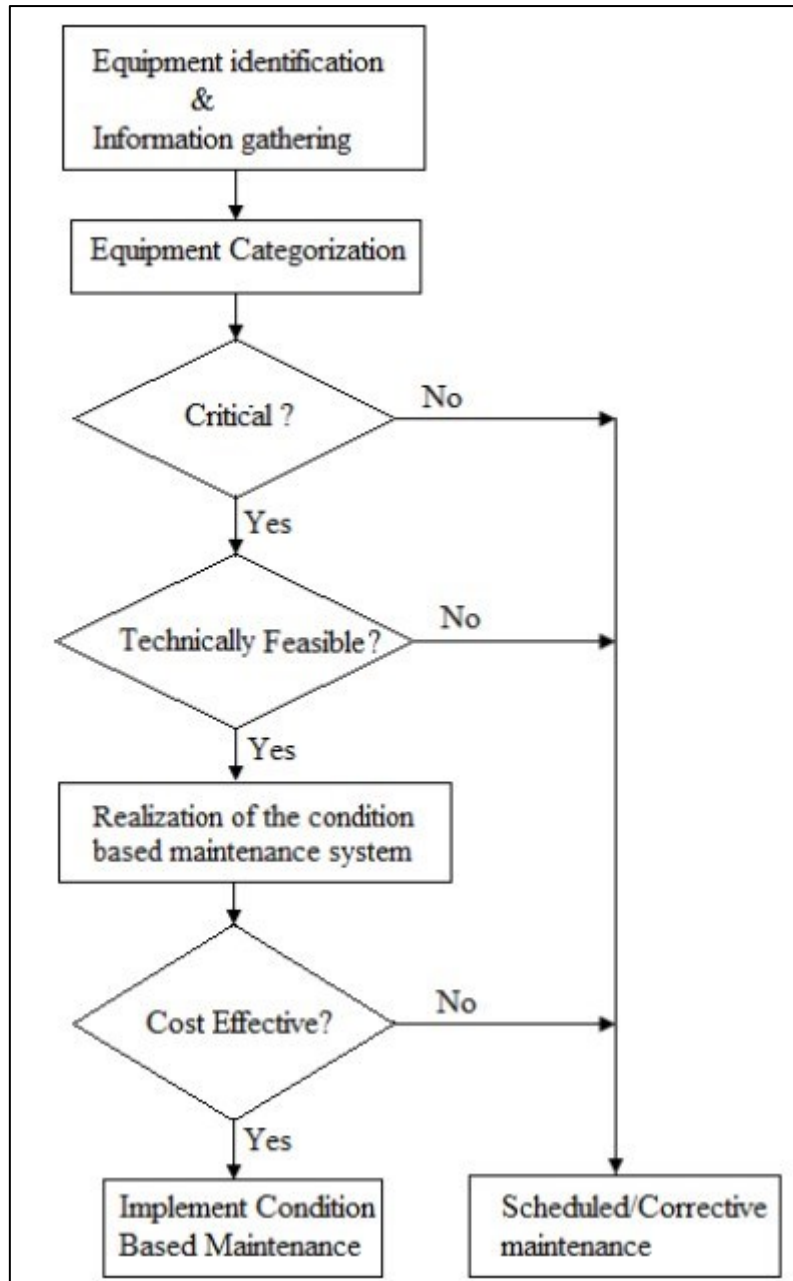 Equipment identification
&
Information gathering
Equipment Categorization
Critical ?
No
Yes
Technically Feasible?
No
Yes
Realization of the condition
based maintenance system
Cost Effective?
No
Yes
Implement Condition
Based Maintenance
Scheduled/Corrective
maintenance